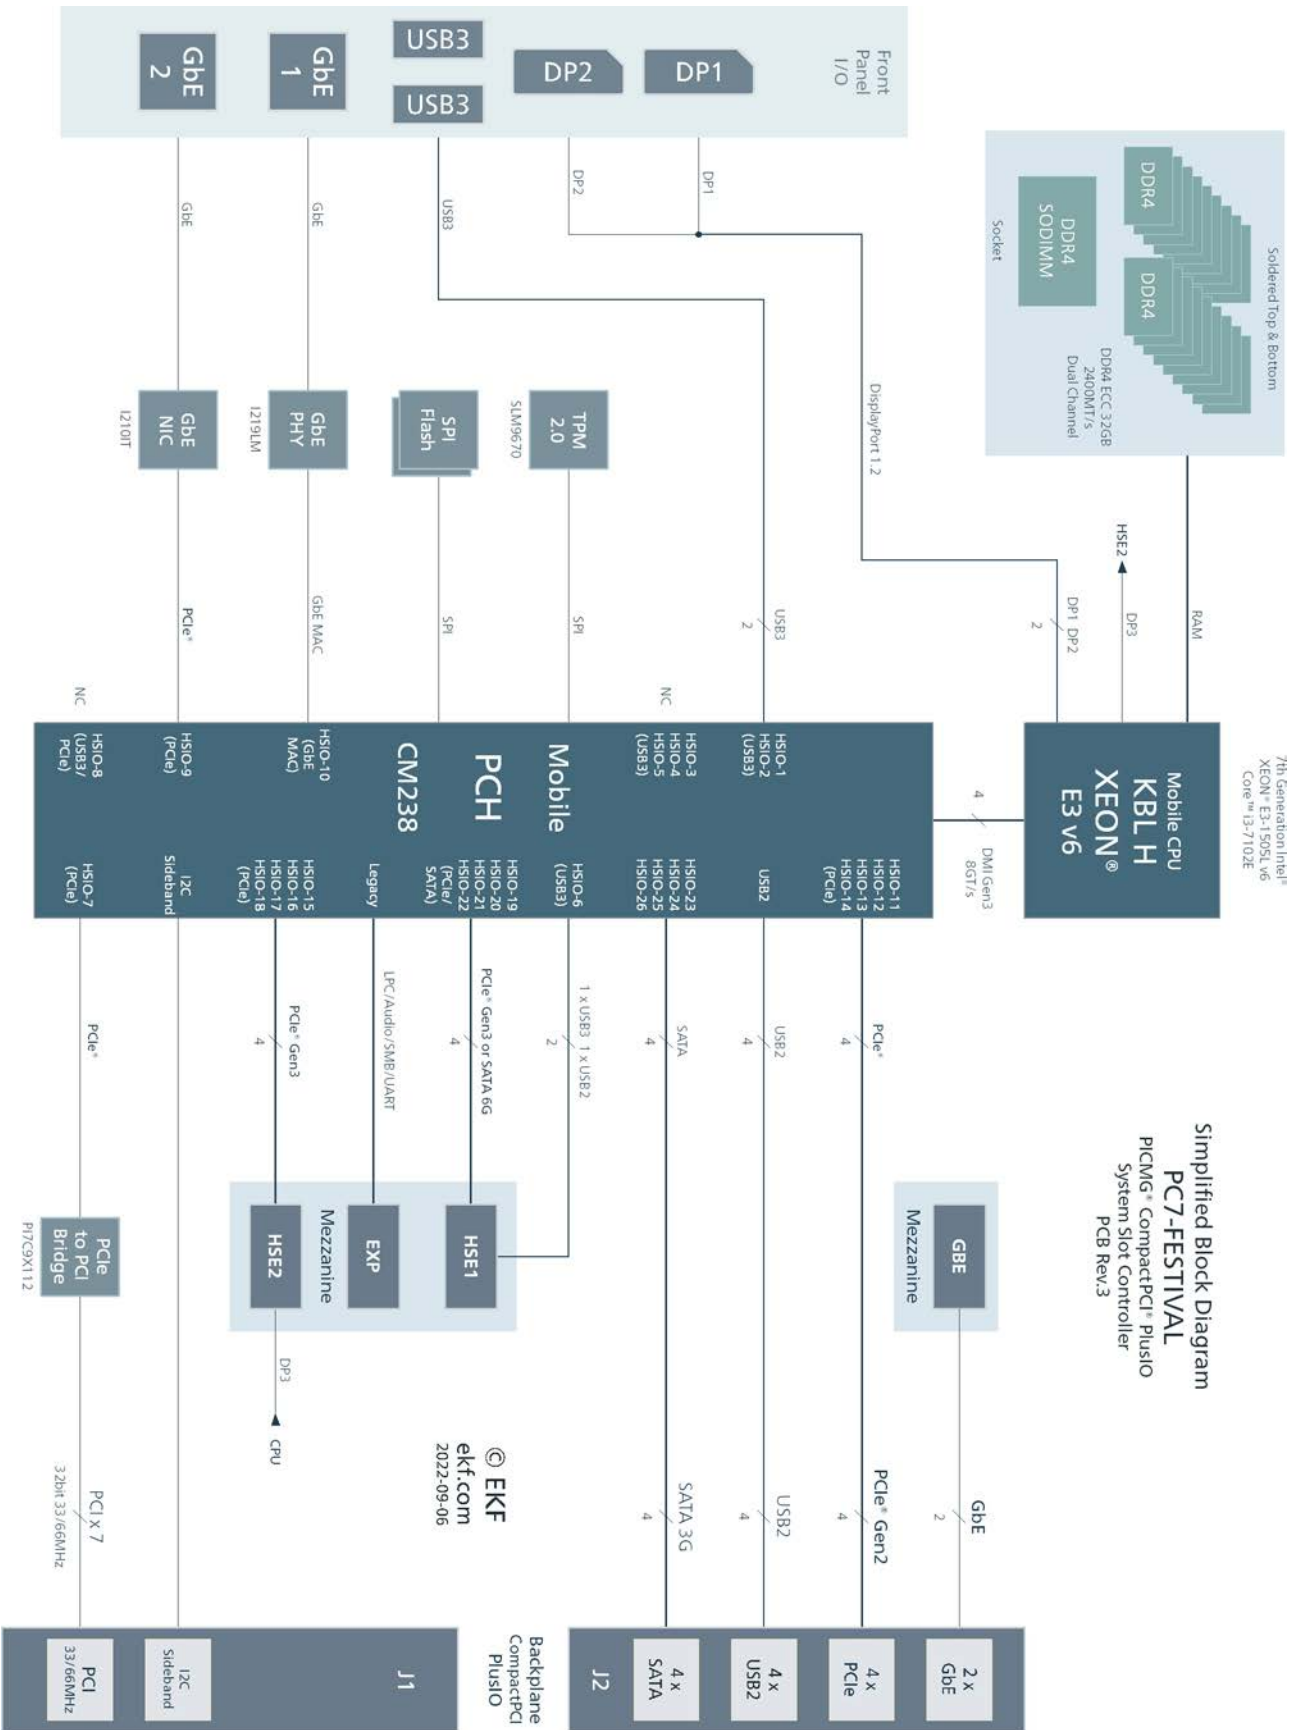 Simplified Block Diagram
PC7-FESTIVAL
PICMG® CompactPCI® PlusIO
System Slot Controller
PCB Rev.3
Front
Panel
I/O
DP1
DP2
USB3
USB3
GbE
1
GbE
2
DP1
DP2
USB3
GbE
GbE
Soldered Top & Bottom
DDR4
DDR4
DDR4
SODIMM
Socket
DDR4 ECC 32GB
2400MT/s
Dual Channel
DisplayPort 1.2
TPM
2.0
SLM9670
SPI
Flash
GbE
PHY
I219LM
GbE
NIC
I210IT
RAM
HSE2
DP3
DP1 DP2
2
USB3
2
SPI
SPI
GbE MAC
PCIe®
NC
NC
7th Generation Intel®
XEON® E3-1505L v6
Core™ i3-7102E
Mobile CPU
KBL H
XEON®
E3 v6
4
DMI Gen3
8GT/s
Mobile
PCH
CM238
HSIO-1
HSIO-2
(USB3)
HSIO-3
HSIO-4
HSIO-5
(USB3)
HSIO-10
(GbE
MAC)
HSIO-9
(PCIe)
HSIO-8
(USB3/
PCIe)
HSIO-11
HSIO-12
HSIO-13
HSIO-14
(PCIe)
USB2
HSIO-23
HSIO-24
HSIO-25
HSIO-26
HSIO-6
(USB3)
HSIO-19
HSIO-20
HSIO-21
HSIO-22
(PCIe/
SATA)
Legacy
HSIO-15
HSIO-16
HSIO-17
HSIO-18
(PCIe)
I2C
Sideband
HSIO-7
(PCIe)
PCIe®
4
USB2
4
SATA
4
1 x USB3 1 x USB2
2
PCIe® Gen3 or SATA 6G
4
LPC/Audio/SMB/UART
PCIe® Gen3
4
PCIe®
GBE
Mezzanine
HSE1
EXP
HSE2
Mezzanine
PCIe
to PCI
Bridge
PI7C9X112
DP3
CPU
© EKF
ekf.com
2022-09-06
GbE
2
PCIe® Gen2
4
USB2
4
SATA 3G
4
PCI x 7
32bit 33/66MHz
2 x
GbE
4 x
PCIe
4 x
USB2
4 x
SATA
J2
Backplane
CompactPCI
PlusIO
J1
I2C
Sideband
PCI
33/66MHz